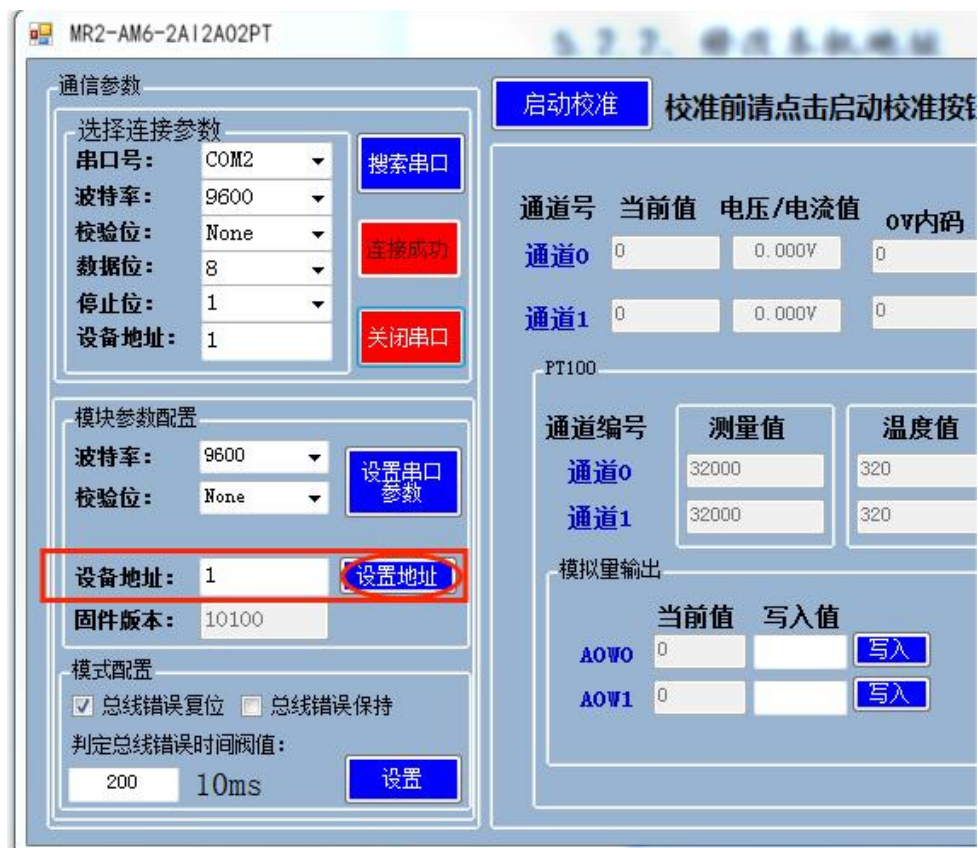 MR2-AM6-2AI2AO2PT
5.7.7. 修改本机地址
通信参数
选择连接参数
串口号: COM2
搜索串口
波特率: 9600
校验位: None
连接成功
数据位: 8
停止位: 1
关闭串口
设备地址: 1
模块参数配置
波特率: 9600
设置串口
参数
校验位: None
设备地址: 1 设置地址
固件版本: 10100
模式配置
总线错误复位 总线错误保持
判定总线错误时间阀值:
200 10ms 设置
启动校准 校准前请点击启动校准按
通道号 当前值 电压/电流值 0V内码
通道0 0 0.000V 0
通道1 0 0.000V 0
PT100
通道编号 测量值 温度值
通道0 32000 320
通道1 32000 320
模拟量输出
当前值 写入值
AOW0 0 写入
AOW1 0 写入